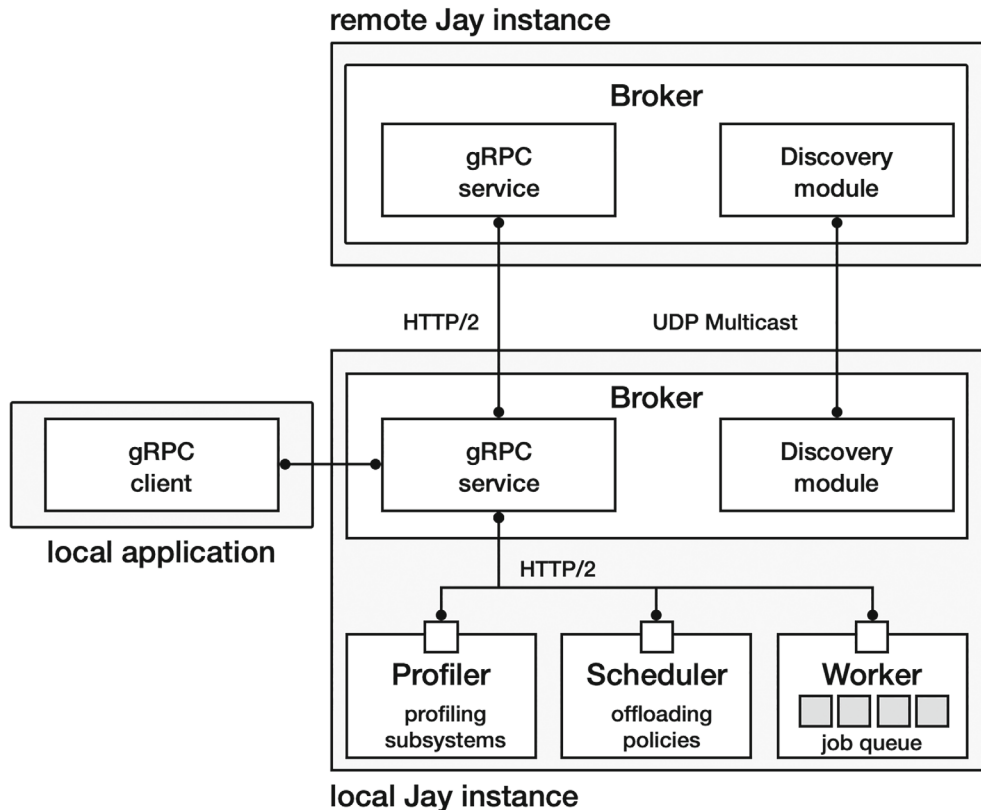 remote Jay instance
Broker
gRPC
service
Discovery
module
HTTP/2
UDP Multicast
Broker
gRPC
client
gRPC
service
Discovery
module
local application
HTTP/2
Profiler
profiling
subsystems
Scheduler
offloading
policies
Worker
job queue
local Jay instance